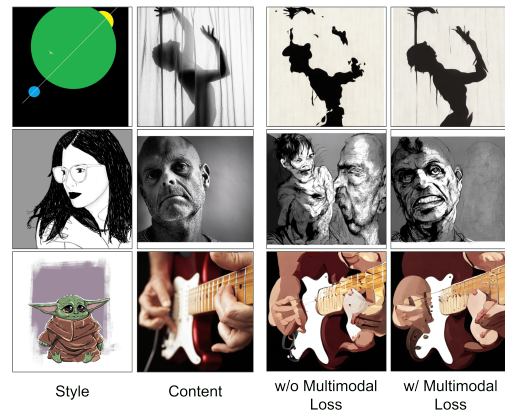 Style
Content
w/o Multimodal
Loss
w/ Multimodal
Loss